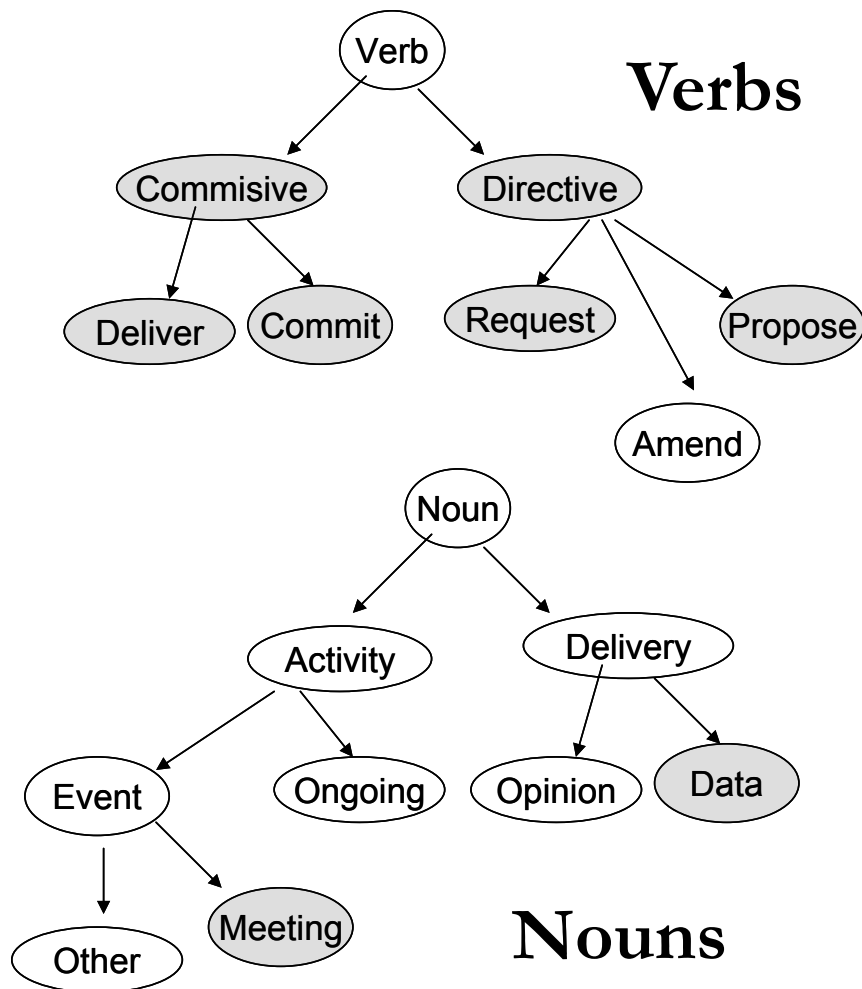 Verb
Verbs
Commisive
Directive
Deliver
Commit
Request
Propose
Amend
Noun
Activity
Delivery
Event
Ongoing
Opinion
Data
Other
Meeting
Nouns